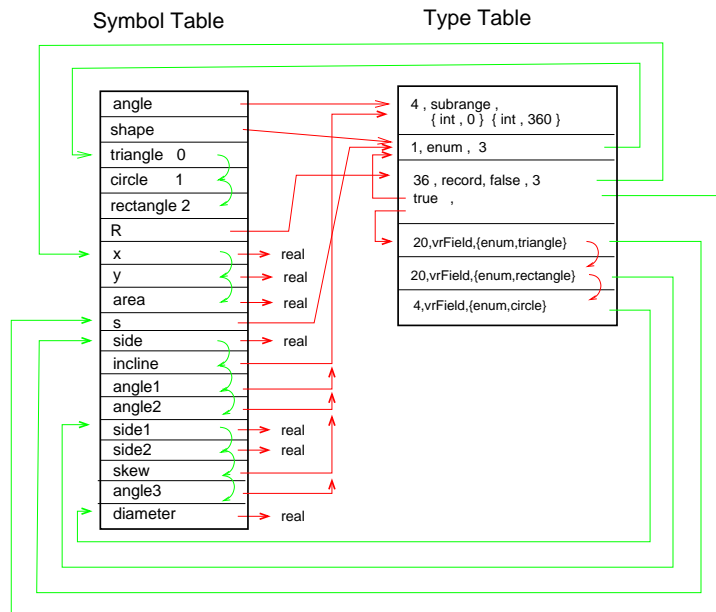 Symbol Table
Type Table
angle
shape
triangle 0
circle 1
rectangle 2
R
x
real
y
real
area
real
s
side
real
incline
angle1
angle2
side1
real
side2
real
skew
angle3
diameter
real
4 , subrange ,
{ int , 0 } { int , 360 }
1, enum , 3
36 , record, false , 3
true ,
20,vrField,{enum,triangle}
20,vrField,{enum,rectangle}
4,vrField,{enum,circle}